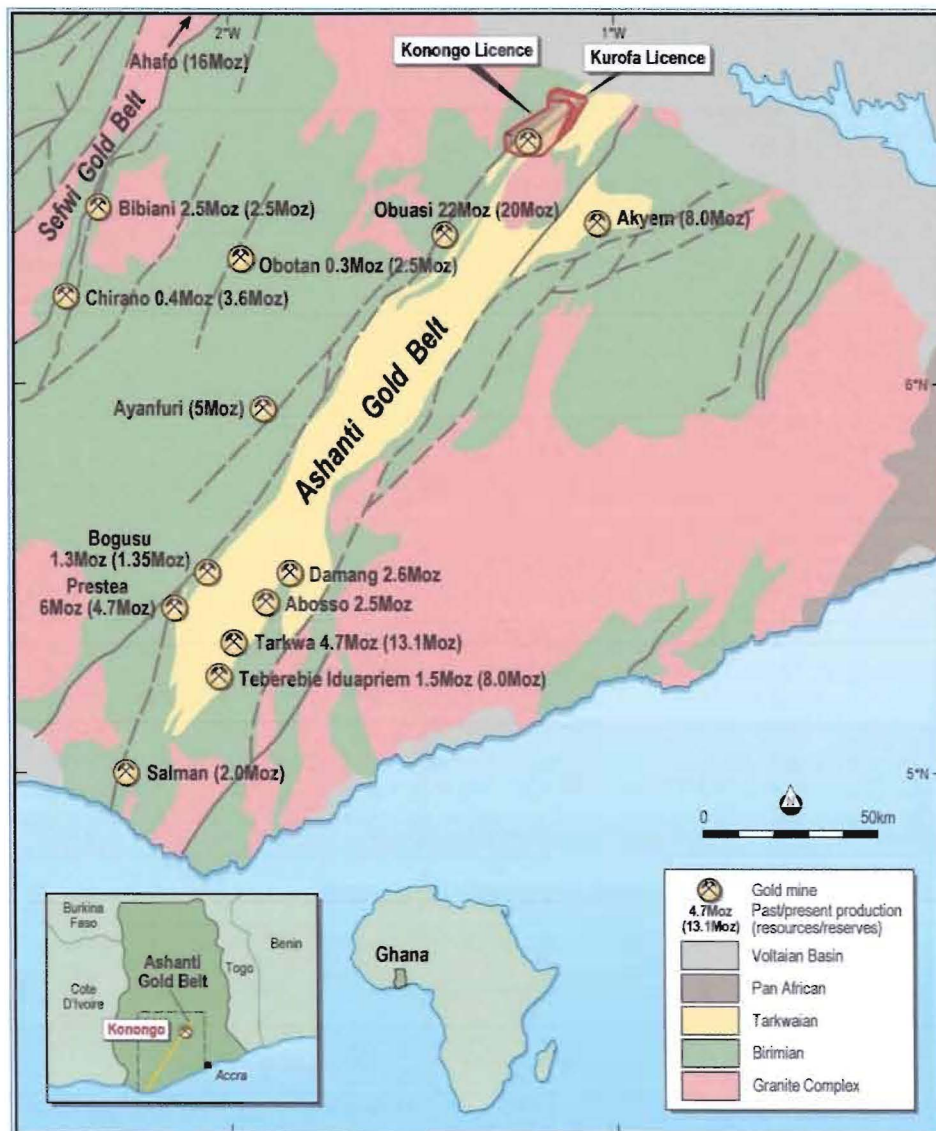 2°W
1°W
Konongo Licence
Kurofa Licence
Ahafo (16Moz)
Sefwi Gold Belt
Bibiani 2.5Moz (2.5Moz)
Obuasi 22Moz (20Moz)
Akyem (8.0Moz)
Obotan 0.3Moz (2.5Moz)
Chirano 0.4Moz (3.6Moz)
6°N
Ashanti Gold Belt
Ayanfuri (5Moz)
Bogusu
1.3Moz (1.35Moz)
Damang 2.6Moz
Prestea
6Moz (4.7Moz)
Abosso 2.5Moz
Tarkwa 4.7Moz (13.1Moz)
Teberebie Iduapriem 1.5Moz (8.0Moz)
Salman (2.0Moz)
5°N
N
0 50km
Gold mine
4.7Moz Past/present production
(13.1Moz) (resources/reserves)
Voltaian Basin
Pan African
Tarkwaian
Birimian
Granite Complex
Burkina
Faso
Benin
Togo
Ashanti
Gold Belt
Cote
D'Ivoire
Konongo
Accra
Ghana